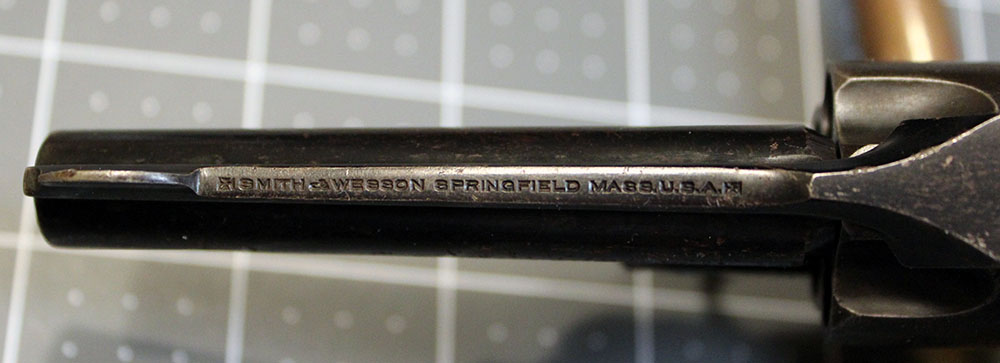 SMITH & WESSON SPRINGFIELD MASS. U.S.A.